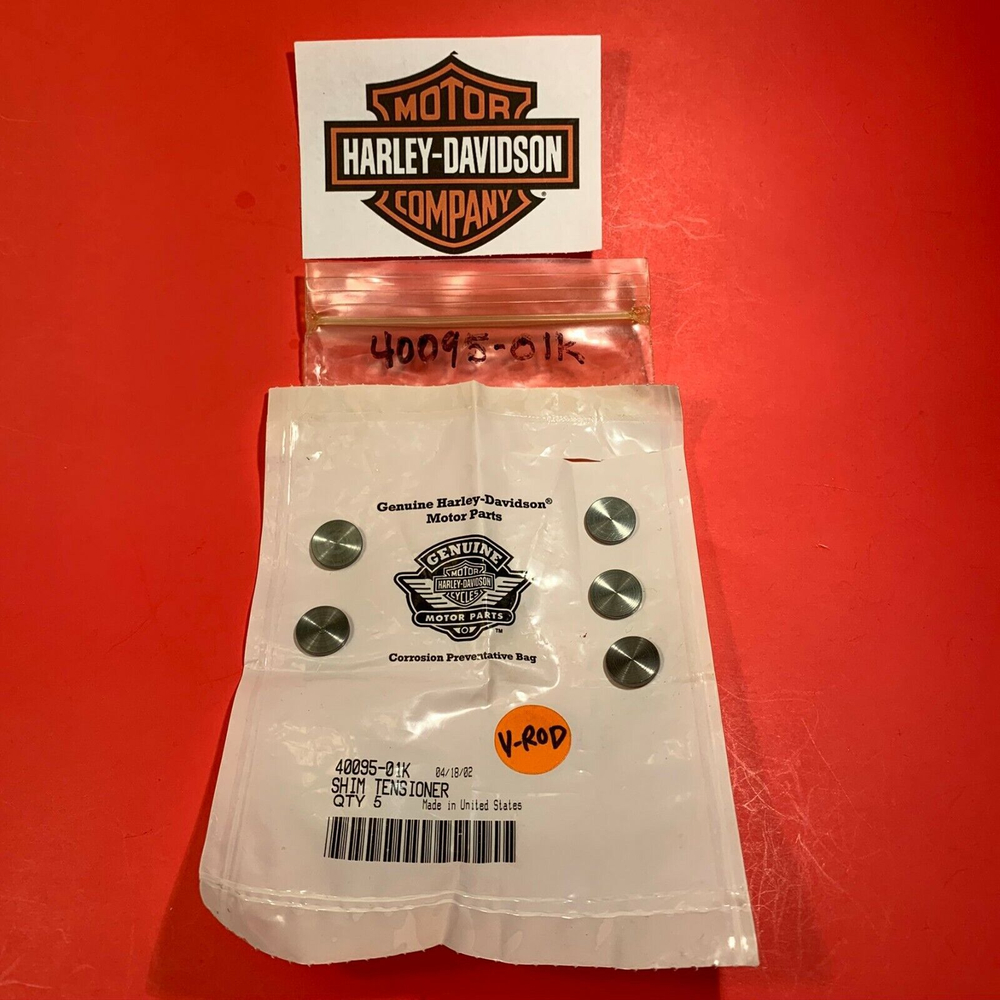 MOTOR
HARLEY-DAVIDSON
COMPANY
®
40095-01K
Genuine Harley-Davidson®
Motor Parts
GENUINE
MOTOR
HARLEY-DAVIDSON
CYCLES
MOTOR PARTS
™
Corrosion Preventative Bag
V-ROD
40095-01K 04/18/02
SHIM TENSIONER
QTY 5 Made in United States